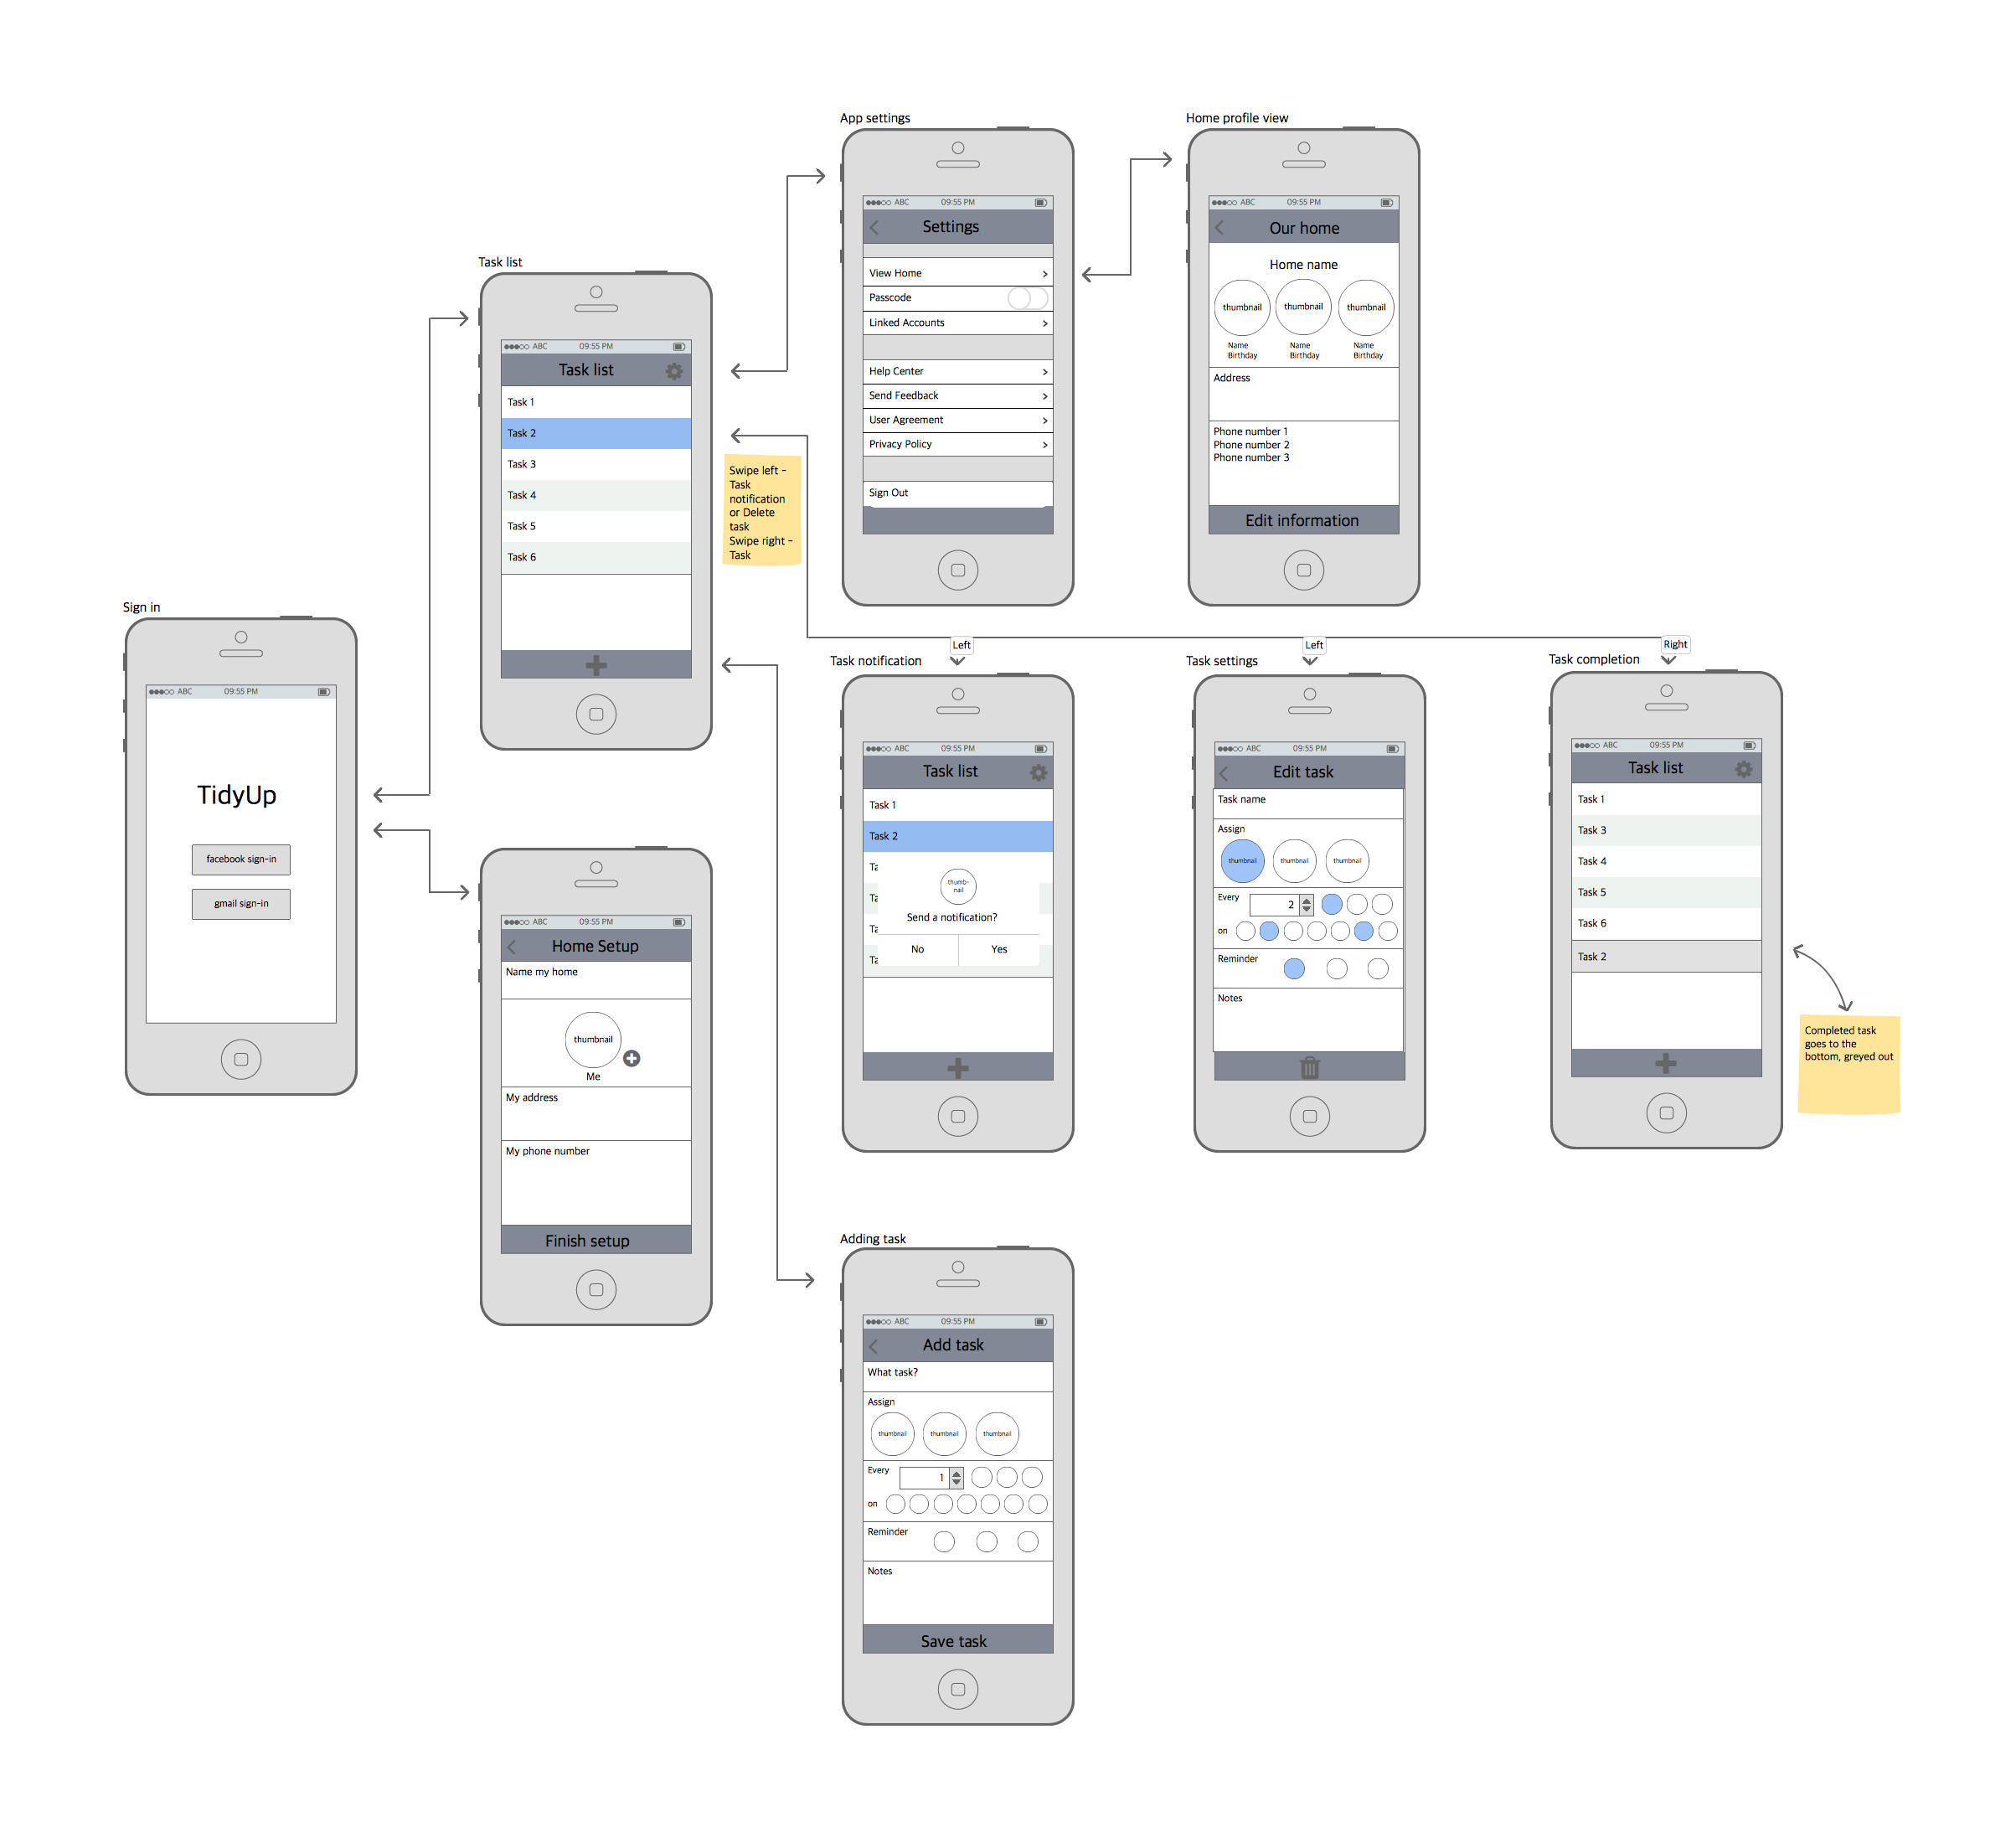 App settings
●●●○○ ABC 09:55 PM
Settings
View Home
Passcode
Linked Accounts
Help Center
Send Feedback
User Agreement
Privacy Policy
Sign Out
Home profile view
●●●○○ ABC 09:55 PM
Our home
Home name
thumbnail thumbnail thumbnail
Name Name Name
Birthday Birthday Birthday
Address
Phone number 1
Phone number 2
Phone number 3
Edit information
Task list
●●●○○ ABC 09:55 PM
Task list
Task 1
Task 2
Task 3
Task 4
Task 5
Task 6
Swipe left -
Task
notification
or Delete
task
Swipe right -
Task
Sign in
●●●○○ ABC 09:55 PM
TidyUp
facebook sign-in
gmail sign-in
●●●○○ ABC 09:55 PM
Home Setup
Name my home
thumbnail
Me
My address
My phone number
Finish setup
Left
Task notification
●●●○○ ABC 09:55 PM
Task list
Task 1
Task 2
Ta
Ta
Ta
Ta
thumb-
nail
Send a notification?
No Yes
Left
Task settings
●●●○○ ABC 09:55 PM
Edit task
Task name
Assign
thumbnail thumbnail thumbnail
Every 2
on
Reminder
Notes
Right
Task completion
●●●○○ ABC 09:55 PM
Task list
Task 1
Task 3
Task 4
Task 5
Task 6
Task 2
Completed task
goes to the
bottom, greyed out
Adding task
●●●○○ ABC 09:55 PM
Add task
What task?
Assign
thumbnail thumbnail thumbnail
Every 1
on
Reminder
Notes
Save task